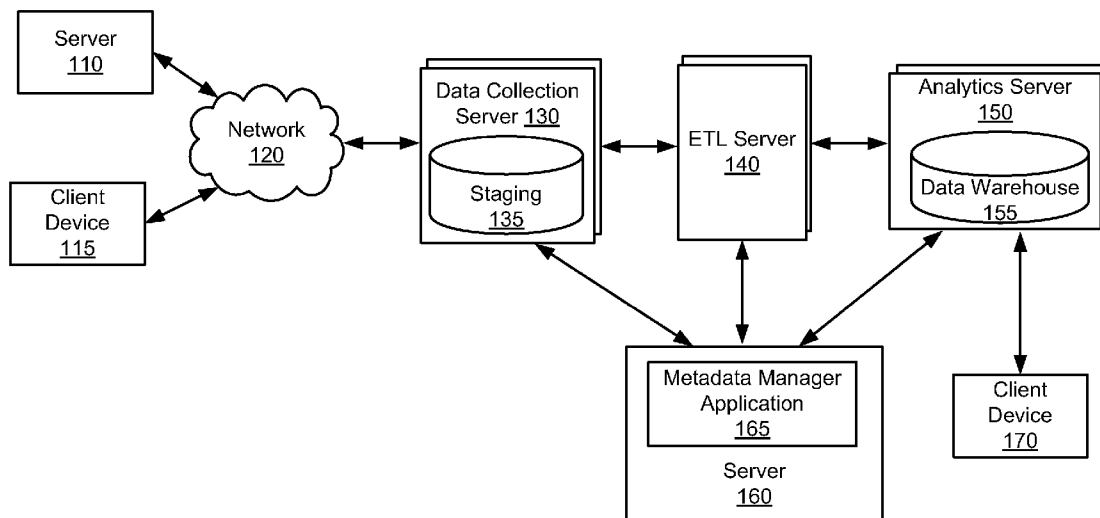 Server
110
Network
120
Client
Device
115
Data Collection
Server 130
Staging
135
ETL Server
140
Analytics Server
150
Data Warehouse
155
Metadata Manager
Application
165
Server
160
Client
Device
170